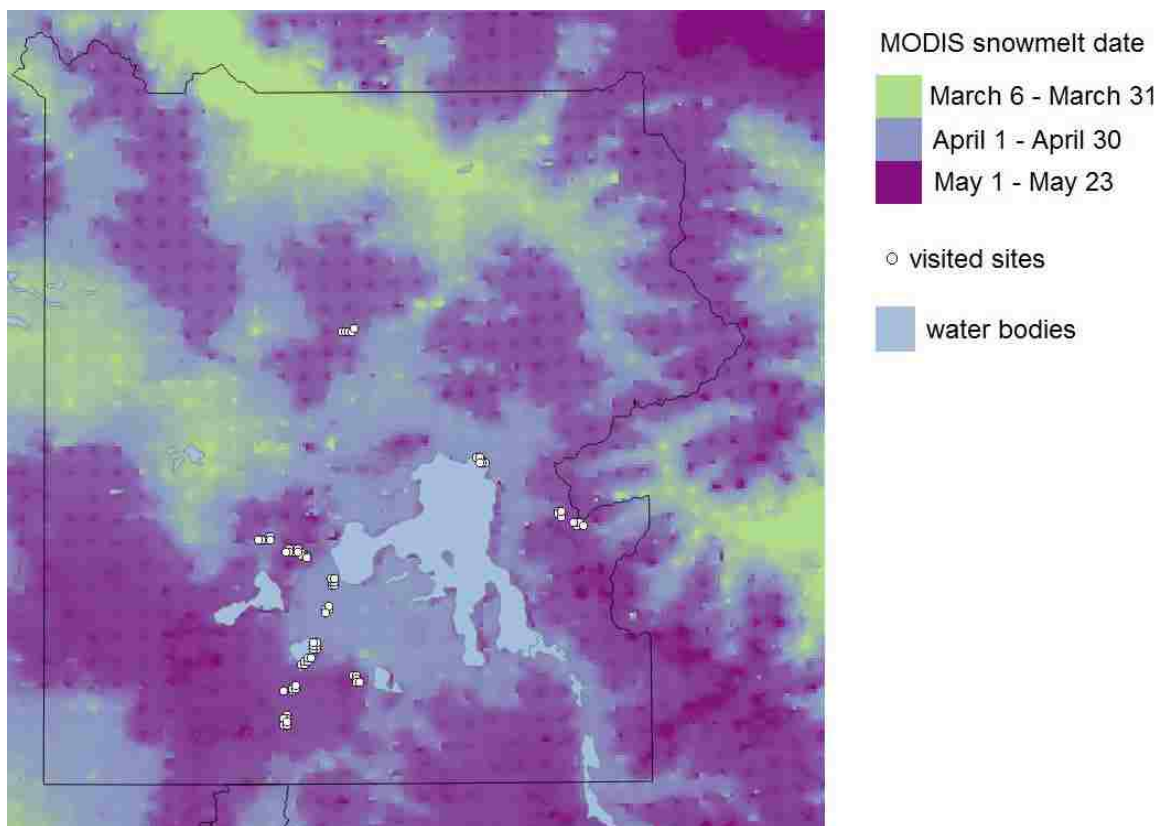 MODIS snowmelt date
March 6 - March 31
April 1 - April 30
May 1 - May 23
visited sites
water bodies